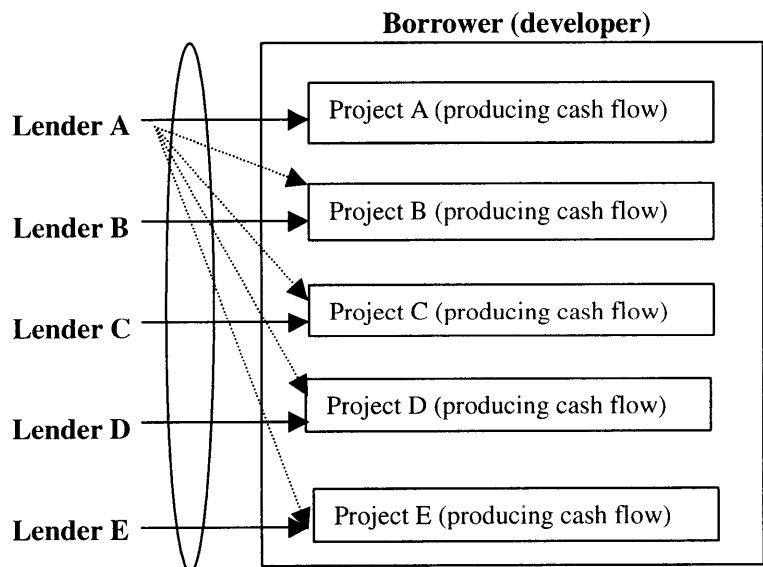 Borrower (developer)
Lender A
Project A (producing cash flow)
Lender B
Project B (producing cash flow)
Lender C
Project C (producing cash flow)
Lender D
Project D (producing cash flow)
Lender E
Project E (producing cash flow)